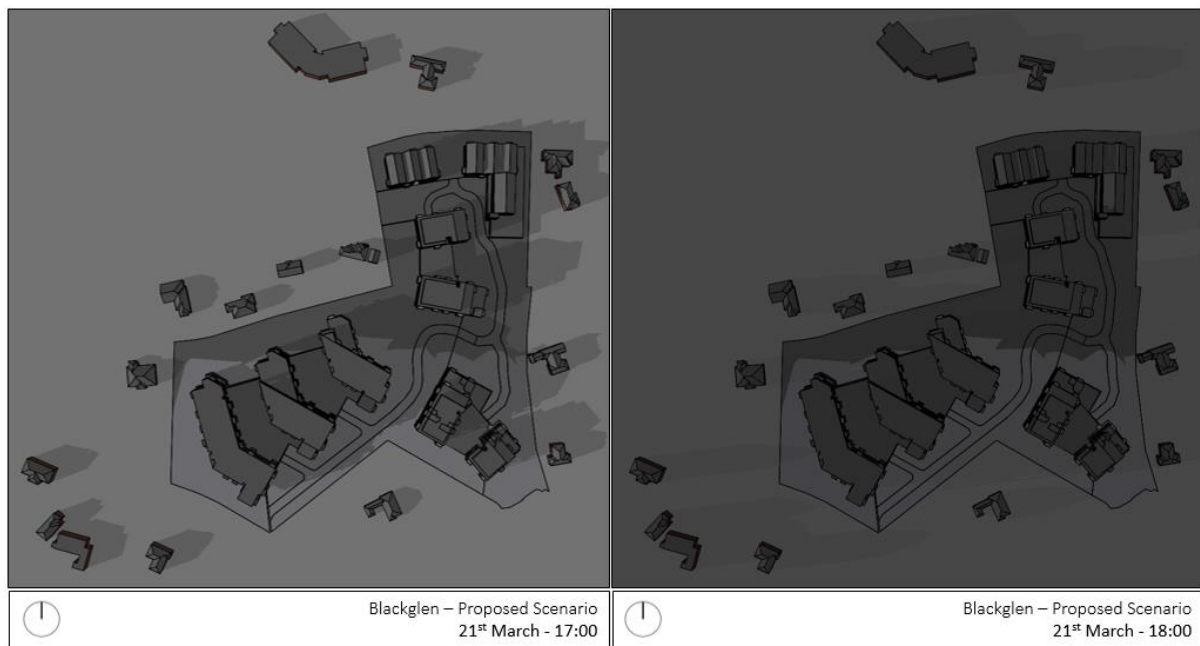 Blackglen – Proposed Scenario
21st March - 17:00
Blackglen – Proposed Scenario
21st March - 18:00